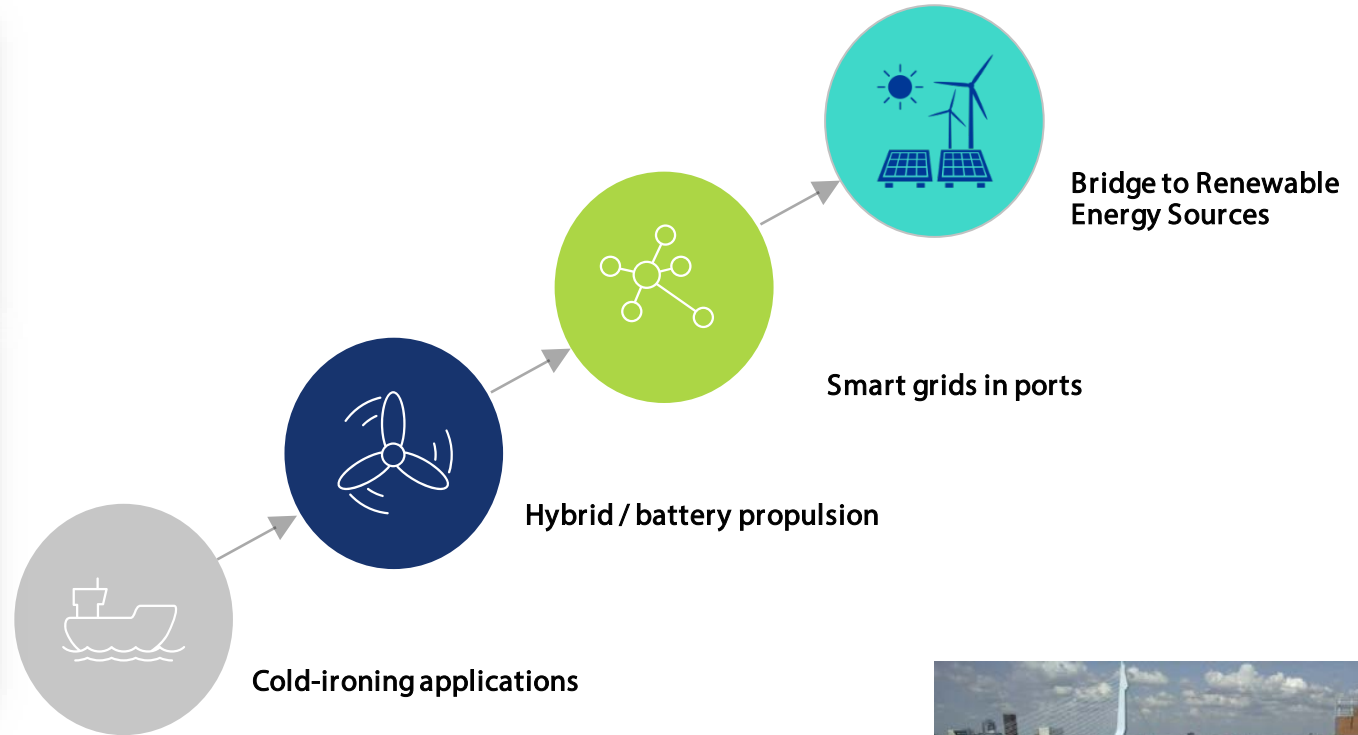 Bridge to Renewable
Energy Sources
Smart grids in ports
Hybrid / battery propulsion
Cold-ironing applications